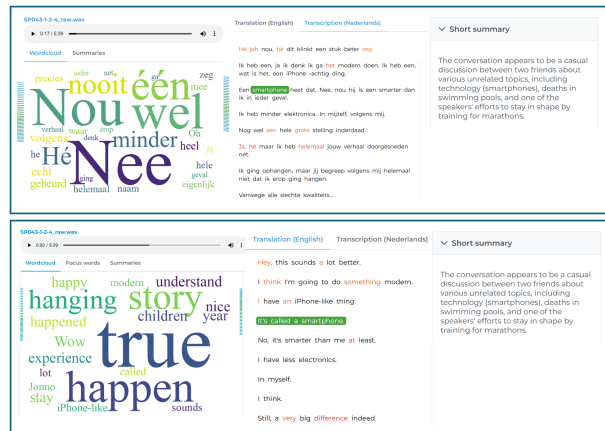 SP043-1-2-4_raw.wav
0:17 / 5:38
Wordcloud Summaries
precies ieder net ga zeg
nooit één mee
Nou wel
verhaal waar erop Oh
volgens denk minder
he Hé heel jij
echt Nee hele
ging geval
gebeurd helemaal naam eigenlijk
Translation (English) Transcription (Nederlands)
Hé joh nou, hé dit klinkt een stuk beter zeg.
Ik heb een, ja ik denk ik ga het modern doen. ik heb een,
wat is het, een iPhone -achtig ding.
Een smartphone heet dat. Nee, nou hij is een smarter dan
ik in ieder geval.
Ik heb minder elektronica. In mijzelf, volgens mij.
Nog wel een hele grote stelling inderdaad.
Ja, hé maar ik heb helemaal jouw verhaal doorgesneden
net.
Ik ging ophangen, maar jij begreep volgens mij helemaal
niet dat ik erop ging hangen.
Vanwege alle slechte kwaliteits...
Short summary
The conversation appears to be a casual
discussion between two friends about
various unrelated topics, including
technology (smartphones), deaths in
swimming pools, and one of the
speakers' efforts to stay in shape by
training for marathons.
SP043-1-2-4_raw.wav
0:00 / 5:39
Wordcloud Focus words Summaries
happy modern understand
hanging story
happened children nice
Wow year
experience true
lot called
Jonno happen
stay
iPhone-like sounds
Translation (English) Transcription (Nederlands)
Hey, this sounds a lot better.
I think I'm going to do something modern.
I have an iPhone-like thing.
It's called a smartphone.
No, it's smarter than me at least.
I have less electronics.
In myself.
I think.
Still, a very big difference indeed.
Short summary
The conversation appears to be a casual
discussion between two friends about
various unrelated topics, including
technology (smartphones), deaths in
swimming pools, and one of the
speakers' efforts to stay in shape by
training for marathons.